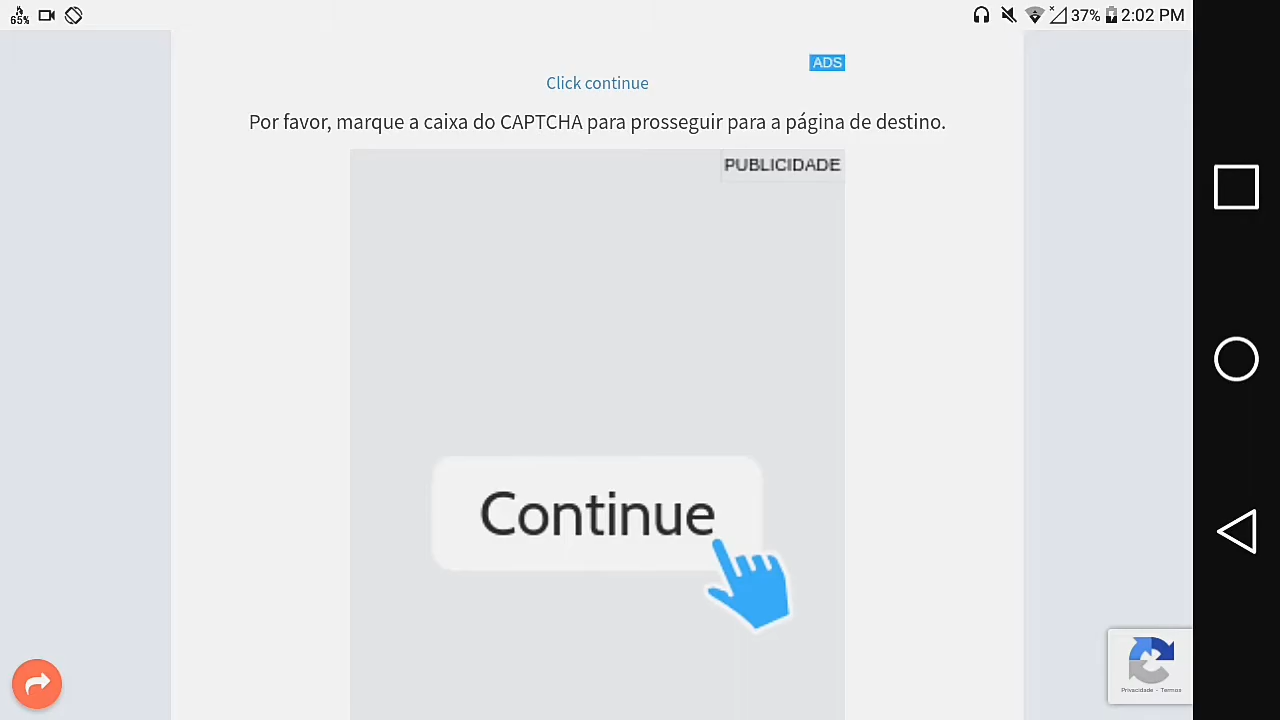 65% 37% 2:02 PM
ADS
Click continue
Por favor, marque a caixa do CAPTCHA para prosseguir para a página de destino.
PUBLICIDADE
Continue
Privacidade - Termos